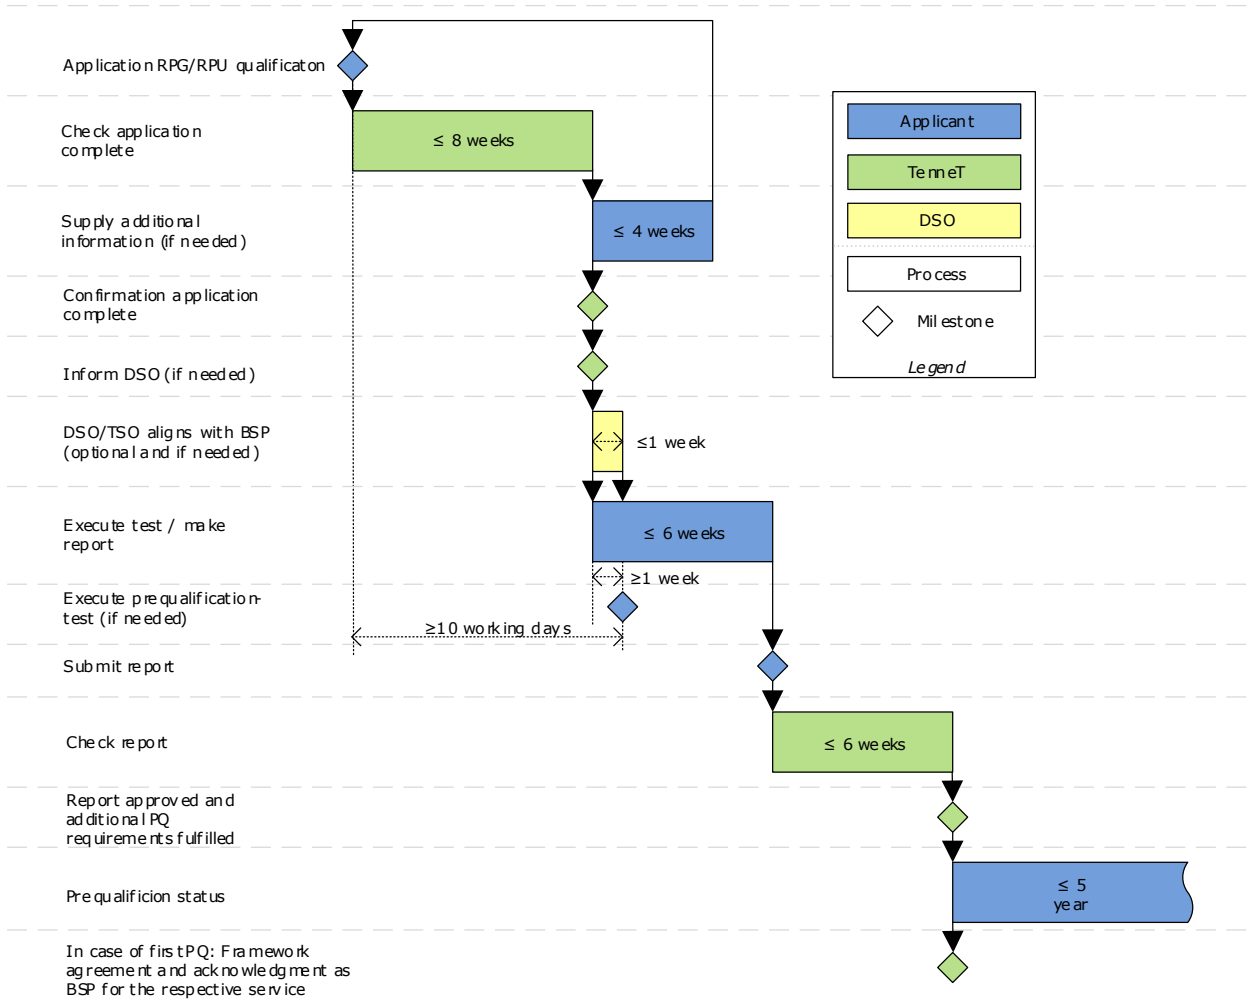 Application RPG/RPU qualificaton
Check application
complete
≤ 8 weeks
Applicant
TenneT
DSO
Process
Milestone
Legend
Supply additional
information (if needed)
≤ 4 weeks
Confirmation application
complete
Inform DSO (if needed)
DSO/TSO aligns with BSP
(optional and if needed)
≤1 week
Execute test / make
report
≤ 6 weeks
≥1 week
Execute prequalification-
test (if needed)
≥10 working days
Submit report
Check report
≤ 6 weeks
Report approved and
additional PQ
requirements fulfilled
Prequalificion status
≤ 5
year
In case of first PQ: Framework
agreement and acknowledgment as
BSP for the respective service